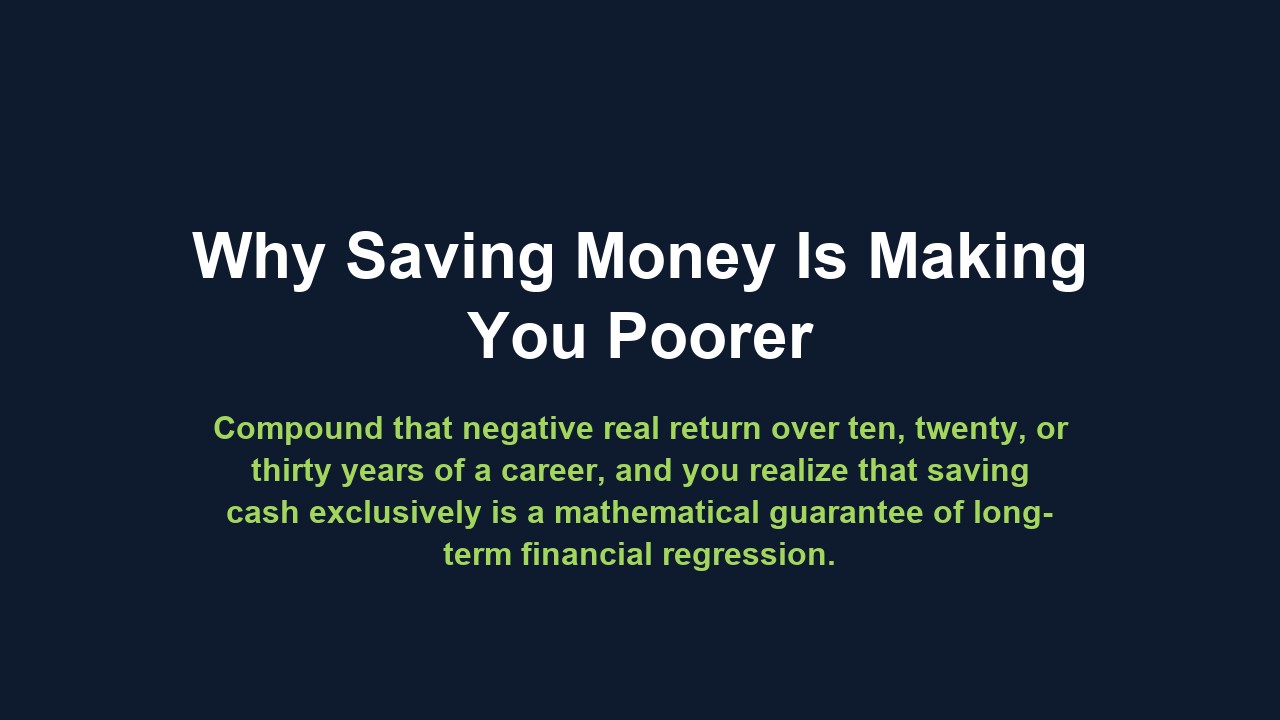 Why Saving Money Is Making
You Poorer
Compound that negative real return over ten, twenty, or
thirty years of a career, and you realize that saving
cash exclusively is a mathematical guarantee of long-
term financial regression.